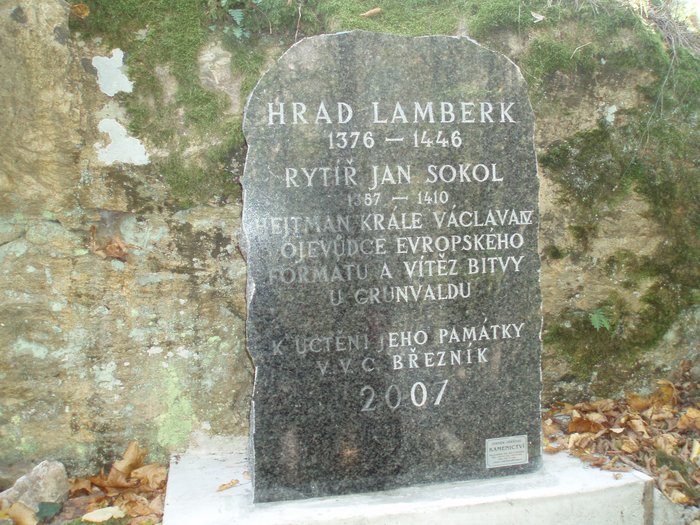 HRAD LAMBERK
1376 — 1446
RYTÍŘ JAN SOKOL
1357 — 1410
HEJTMAN KRÁLE VÁCLAVA IV
VOJEVŮDCE EVROPSKÉHO
FORMÁTU A VÍTĚZ BITVY
U GRUNVALDU
K UCTĚNÍ JEHO PAMÁTKY
V.V.C. BŘEZNÍK
2007
KAMENICTVÍ